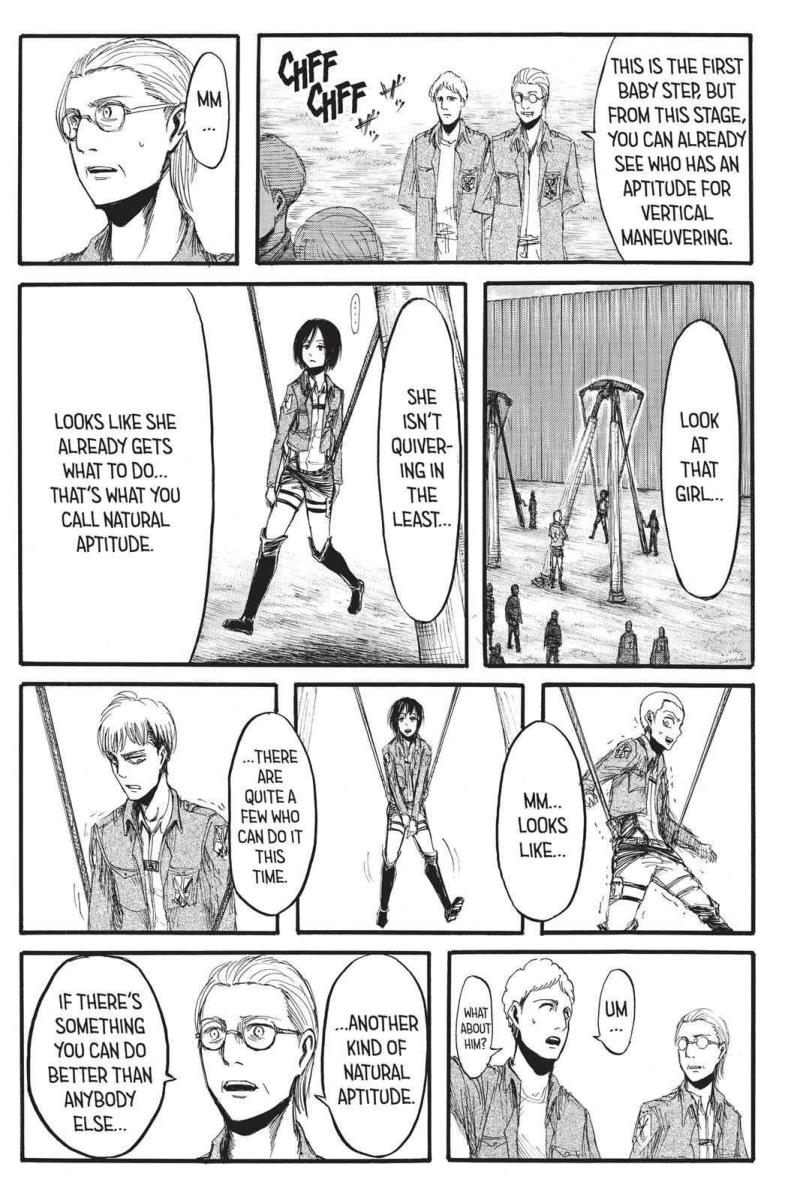 THIS IS THE FIRST
BABY STEP, BUT
FROM THIS STAGE,
YOU CAN ALREADY
SEE WHO HAS AN
APTITUDE FOR
VERTICAL
MANEUVERING.
CHFF
CHFF
ザッ
ザッ
MM
...
LOOK
AT
THAT
GIRL...
SHE
ISN'T
QUIVER-
ING IN
THE
LEAST...
....
LOOKS LIKE SHE
ALREADY GETS
WHAT TO DO...
THAT'S WHAT YOU
CALL NATURAL
APTITUDE.
MM...
LOOKS
LIKE...
...THERE
ARE
QUITE A
FEW WHO
CAN DO IT
THIS
TIME.
UM
...
WHAT
ABOUT
HIM?
...ANOTHER
KIND OF
NATURAL
APTITUDE.
IF THERE'S
SOMETHING
YOU CAN DO
BETTER THAN
ANYBODY
ELSE...